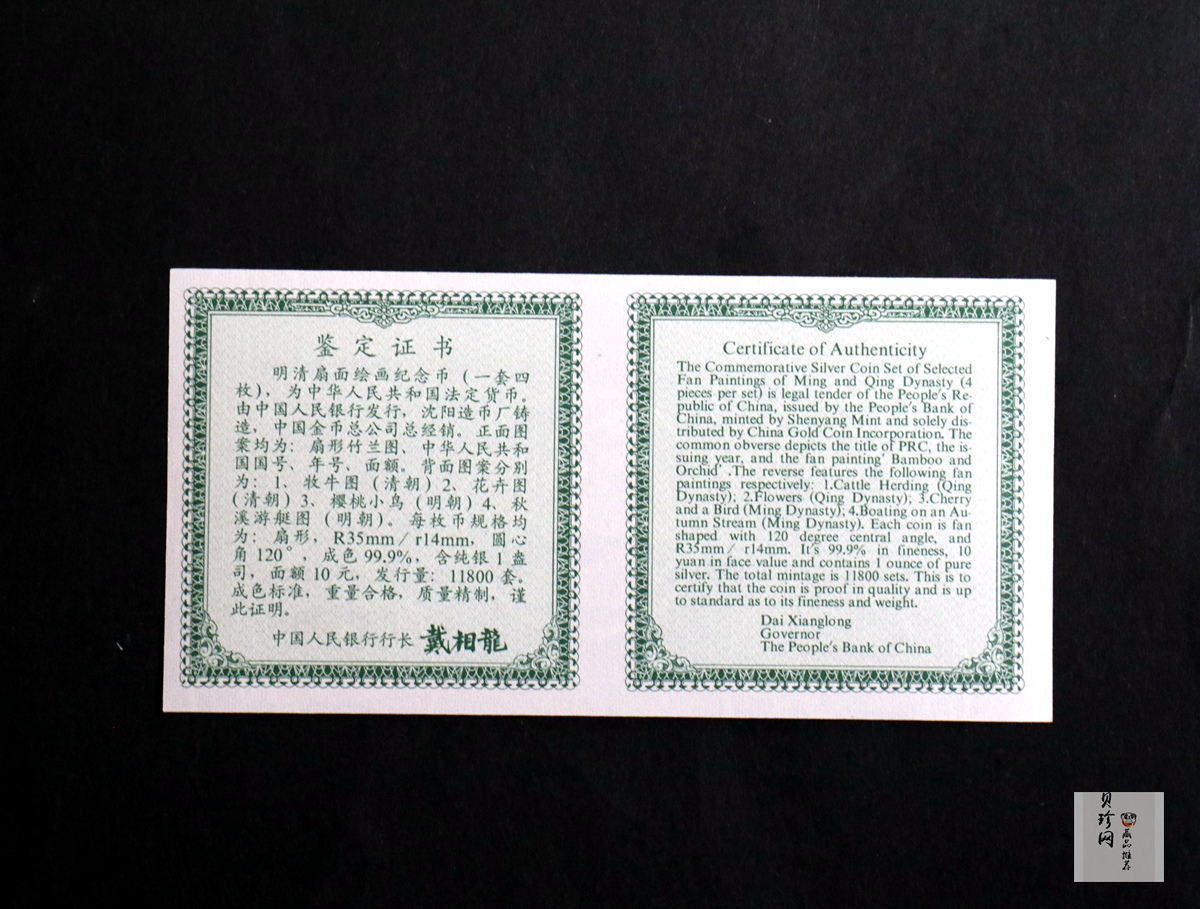 鉴定证书
明清扇面绘画纪念币（一套四
枚），为中华人民共和国法定货币。
由中国人民银行发行，沈阳造币厂铸
造，中国金币总公司总经销。正面图
案均为：扇形竹兰图、中华人民共和
国国号、年号、面额。背面图案分别
为：1、牧牛图（清朝）2、花卉图
(清朝）3、樱桃小鸟（明朝）4、秋
溪游艇图（明朝）。每枚币规格均
为：扇形，R35mm／r14mm，圆心
角120°，成色99.9%，含纯银1盎
司，面额10元，发行量：11800套。
成色标准，重量合格，质量精制，谨
此证明。
中国人民银行行长 戴相龍
Certificate of Authenticity
The Commemorative Silver Coin Set of Selected
Fan Paintings of Ming and Qing Dynasty (4
pieces per set) is legal tender of the People's Re-
public of China, issued by the People's Bank of
China, minted by Shenyang Mint and solely dis-
tributed by China Gold Coin Incorporation. The
common obverse depicts the title of PRC, the is-
suing year, and the fan painting' Bamboo and
Orchid' .The reverse features the following fan
paintings respectively: 1.Cattle Herding (Qing
Dynasty); 2.Flowers (Qing Dynasty); 3.Cherry
and a Bird (Ming Dynasty); 4.Boating on an Au-
tumn Stream (Ming Dynasty). Each coin is fan
shaped with 120 degree central angle, and
R35mm／r14mm. It's 99.9% in fineness, 10
yuan in face value and contains 1 ounce of pure
silver. The total mintage is 11800 sets. This is to
certify that the coin is proof in quality and is up
to standard as to its fineness and weight.
Dai Xianglong
Governor
The People's Bank of China
贝珍网
藏品推荐